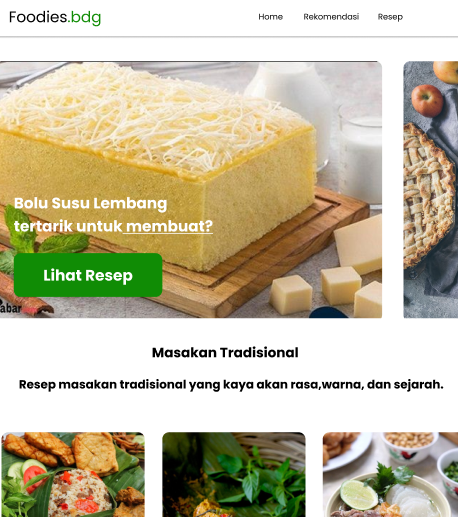 Foodies.bdg
Home
Rekomendasi
Resep
Bolu Susu Lembang
tertarik untuk membuat?
Lihat Resep
Masakan Tradisional
Resep masakan tradisional yang kaya akan rasa,warna, dan sejarah.